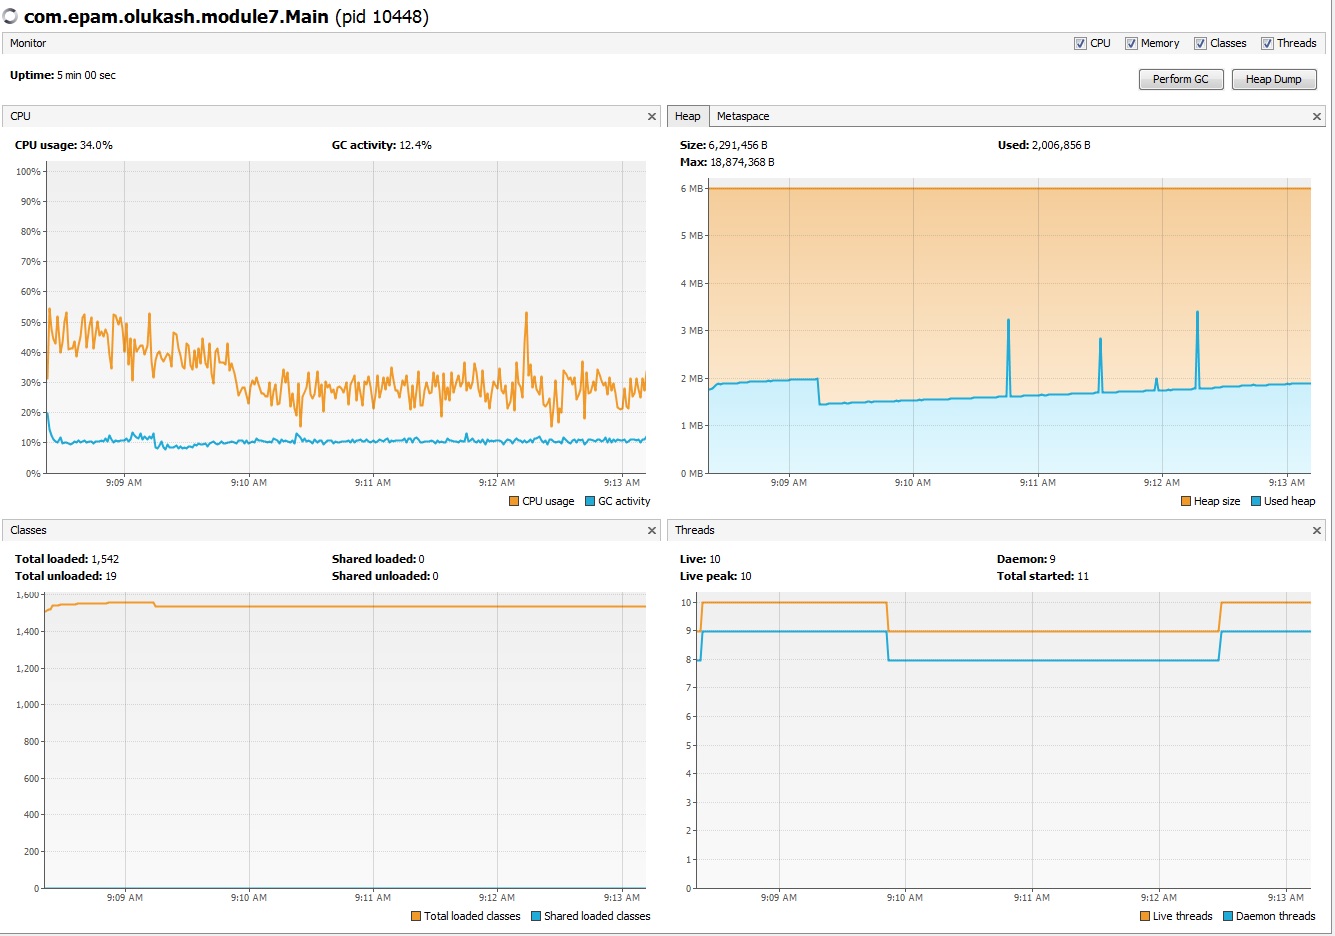 com.epam.olukash.module7.Main (pid 10448)
Monitor
CPU Memory Classes Threads
Uptime: 5 min 00 sec
Perform GC Heap Dump
CPU
CPU usage: 34.0% GC activity: 12.4%
100%
90%
80%
70%
60%
50%
40%
30%
20%
10%
0%
9:09 AM 9:10 AM 9:11 AM 9:12 AM 9:13 AM
CPU usage GC activity
Heap Metaspace
Size: 6,291,456 B Used: 2,006,856 B
Max: 18,874,368 B
6 MB
5 MB
4 MB
3 MB
2 MB
1 MB
0 MB
9:09 AM 9:10 AM 9:11 AM 9:12 AM 9:13 AM
Heap size Used heap
Classes
Total loaded: 1,542 Shared loaded: 0
Total unloaded: 19 Shared unloaded: 0
1,600
1,400
1,200
1,000
800
600
400
200
0
9:09 AM 9:10 AM 9:11 AM 9:12 AM 9:13 AM
Total loaded classes Shared loaded classes
Threads
Live: 10 Daemon: 9
Live peak: 10 Total started: 11
10
9
8
7
6
5
4
3
2
1
0
9:09 AM 9:10 AM 9:11 AM 9:12 AM 9:13 AM
Live threads Daemon threads